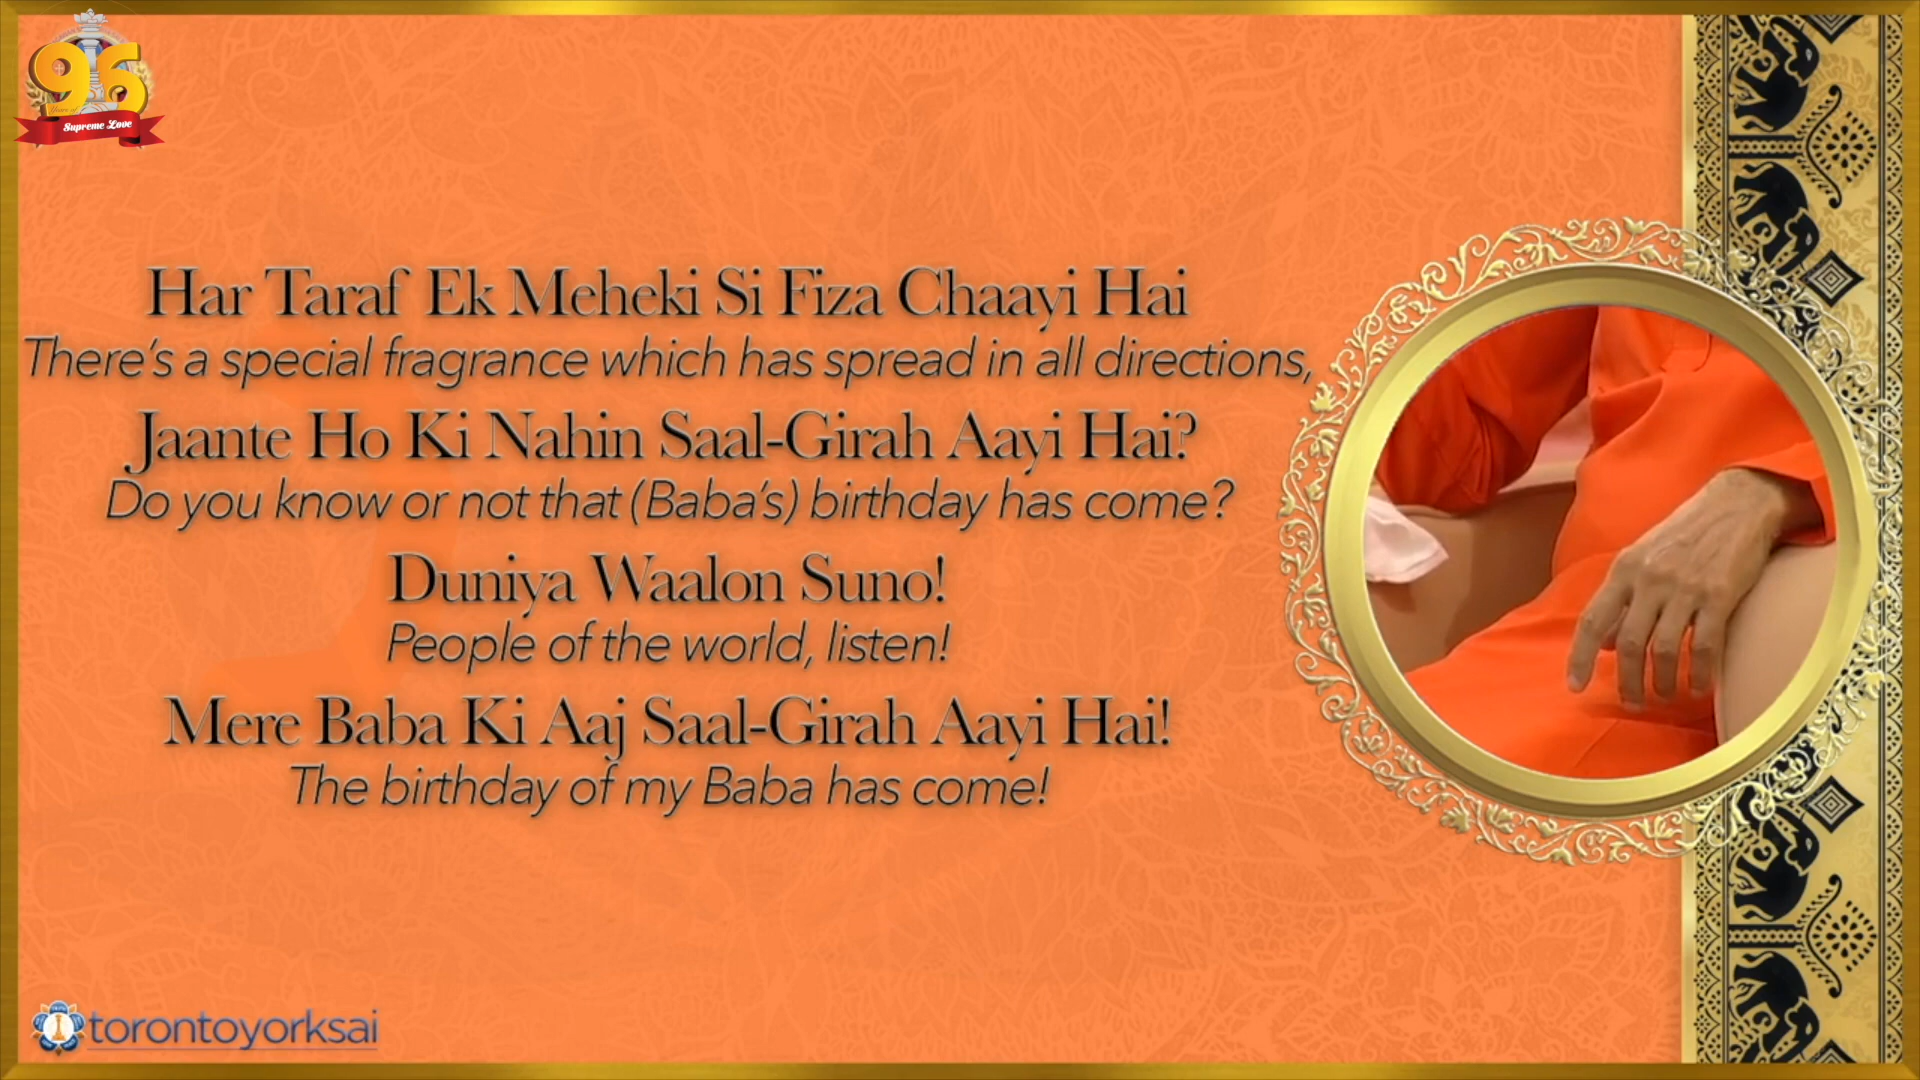 96
Years of
Supreme Love
Har Taraf Ek Meheki Si Fiza Chaayi Hai
There's a special fragrance which has spread in all directions,
Jaante Ho Ki Nahin Saal-Girah Aayi Hai?
Do you know or not that (Baba's) birthday has come?
Duniya Waalon Suno!
People of the world, listen!
Mere Baba Ki Aaj Saal-Girah Aayi Hai!
The birthday of my Baba has come!
torontoyorksai